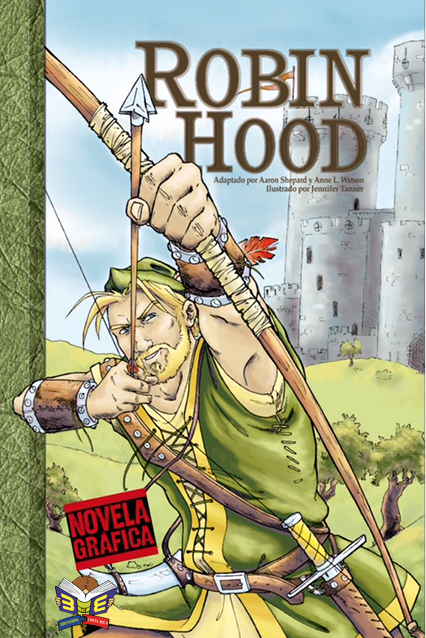 ROBIN
HOOD
Adaptado por Aaron Shepard y Anne L. Watson
Ilustrado por Jennifer Tanner
NOVELA
GRÁFICA